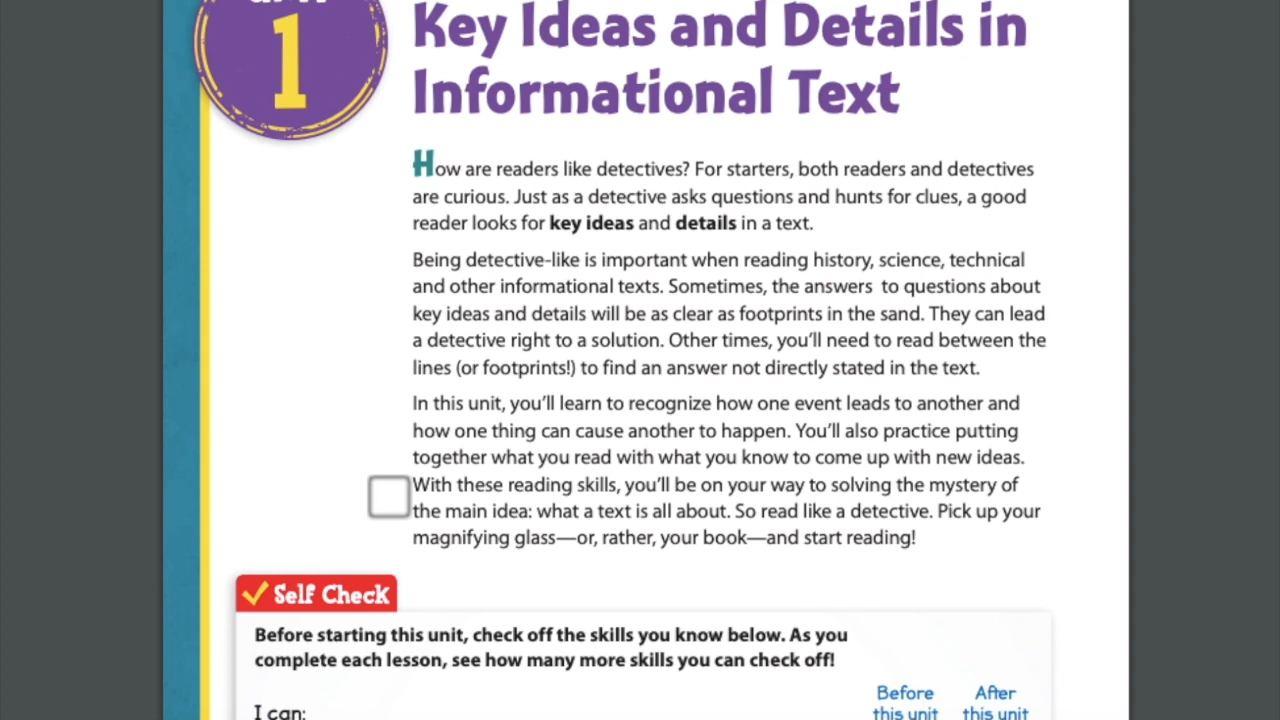 1
Key Ideas and Details in
Informational Text
How are readers like detectives? For starters, both readers and detectives
are curious. Just as a detective asks questions and hunts for clues, a good
reader looks for key ideas and details in a text.
Being detective-like is important when reading history, science, technical
and other informational texts. Sometimes, the answers  to questions about
key ideas and details will be as clear as footprints in the sand. They can lead
a detective right to a solution. Other times, you’ll need to read between the
lines (or footprints!) to find an answer not directly stated in the text.
In this unit, you’ll learn to recognize how one event leads to another and
how one thing can cause another to happen. You’ll also practice putting
together what you read with what you know to come up with new ideas.
With these reading skills, you’ll be on your way to solving the mystery of
the main idea: what a text is all about. So read like a detective. Pick up your
magnifying glass—or, rather, your book—and start reading!
Self Check
Before starting this unit, check off the skills you know below. As you
complete each lesson, see how many more skills you can check off!
Before After
I can: this unit this unit